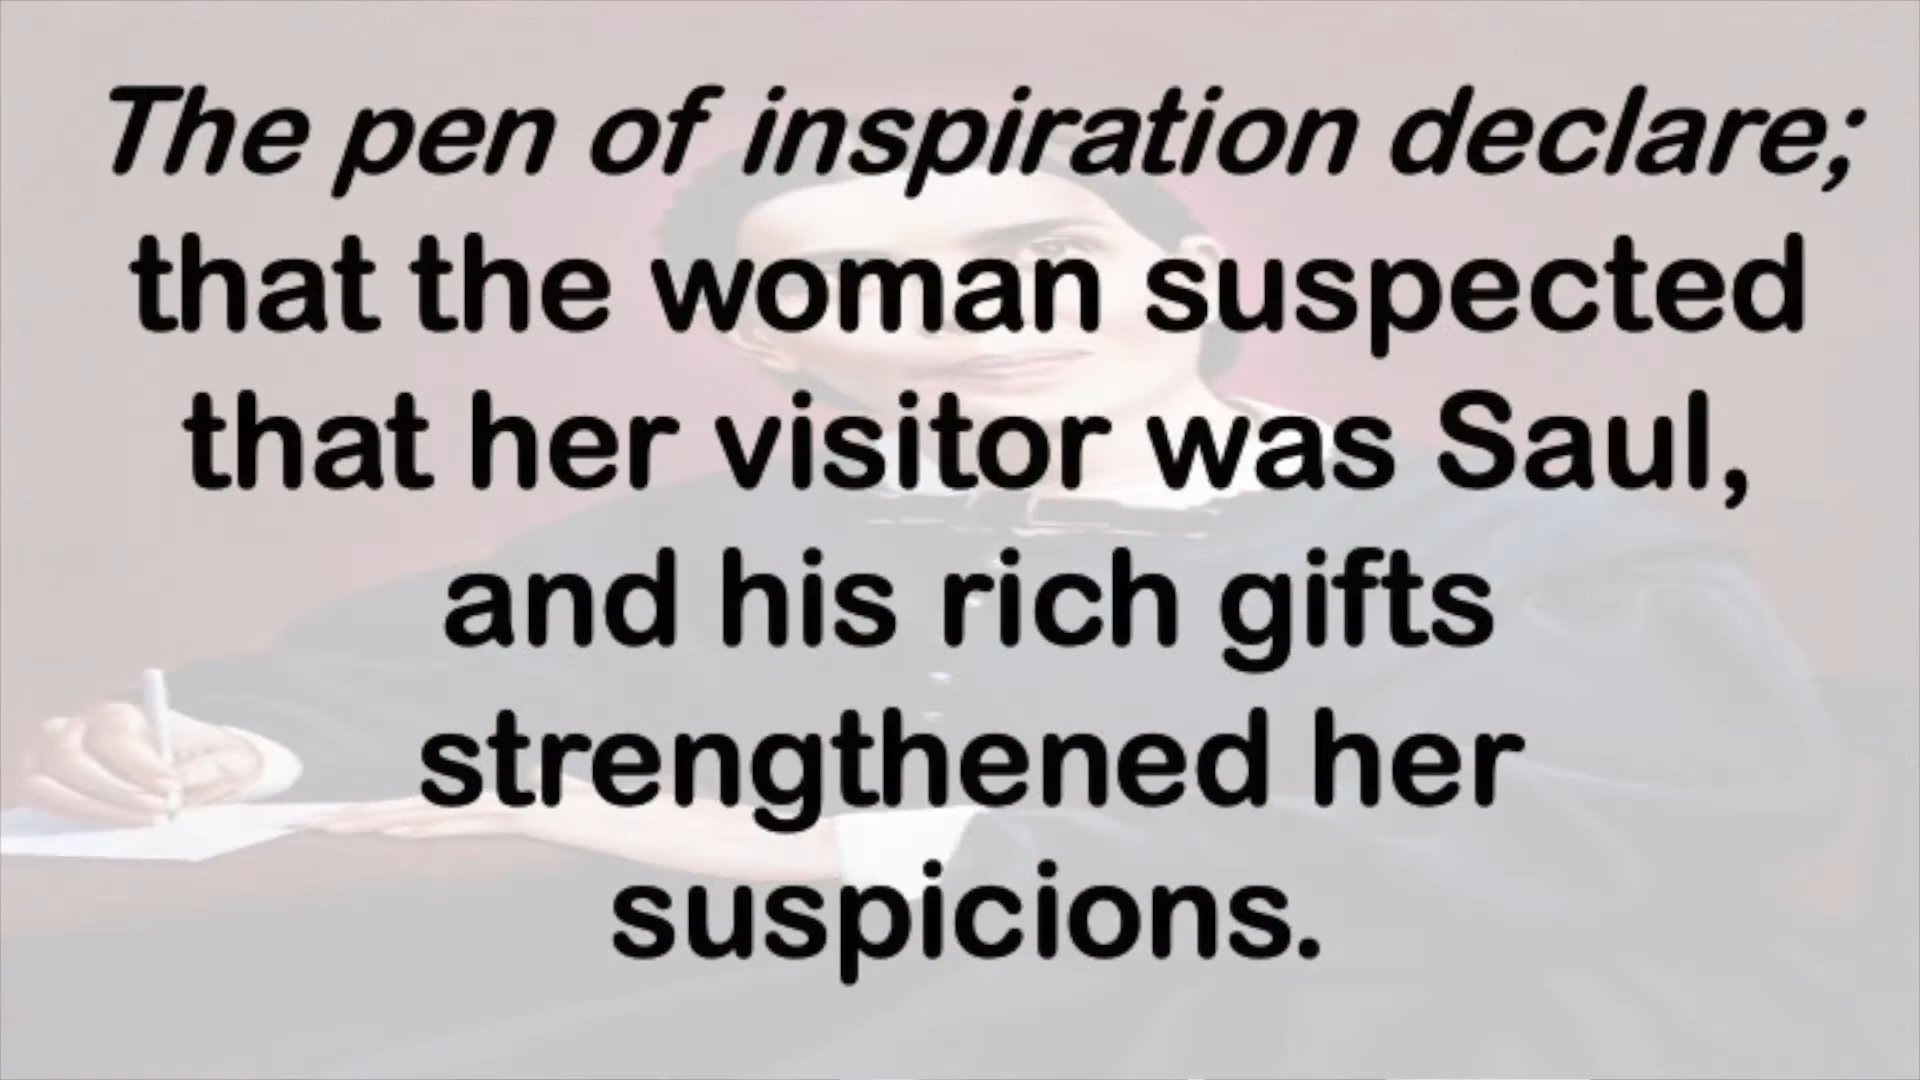 The pen of inspiration declare;
that the woman suspected
that her visitor was Saul,
and his rich gifts
strengthened her
suspicions.